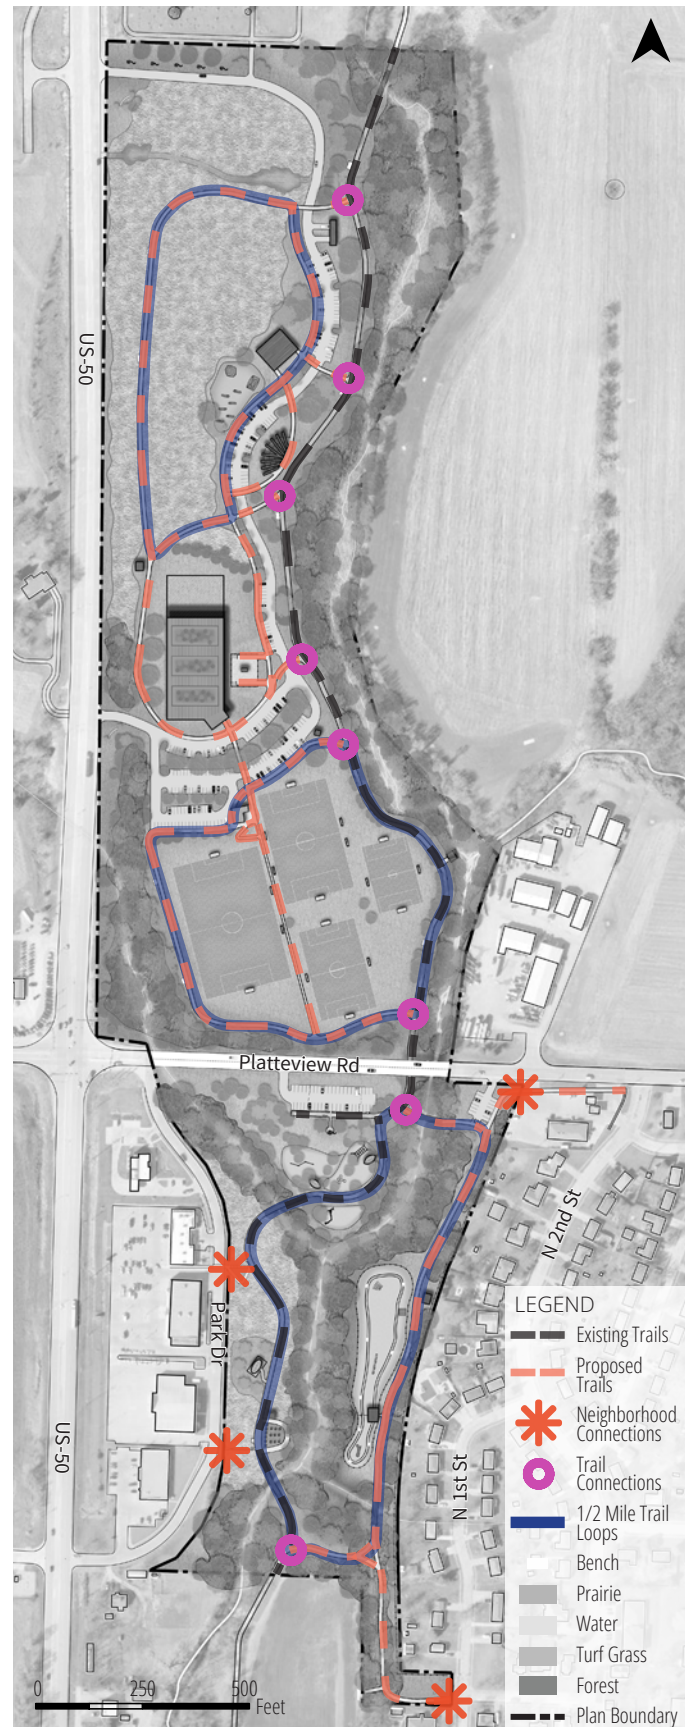 US-50
Platteview Rd
N 2nd St
Park Dr
US-50
N 1st St
LEGEND
Existing Trails
Proposed
Trails
Neighborhood
Connections
Trail
Connections
1/2 Mile Trail
Loops
Bench
Prairie
Water
Turf Grass
Forest
Plan Boundary
0 250 500
Feet